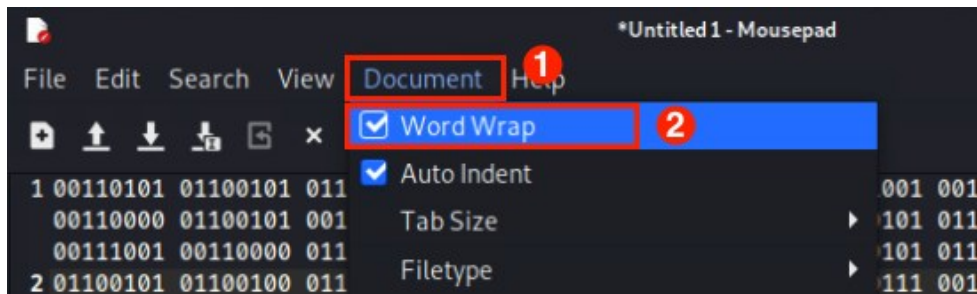 *Untitled 1 - Mousepad
File Edit Search View Document Help
1
Word Wrap
2
Auto Indent
1 00110101 01100101 011 001 001
Tab Size
00110000 01100101 001 101 011
00111001 00110000 011 101 011
Filetype
2 01100101 01100100 011 111 001